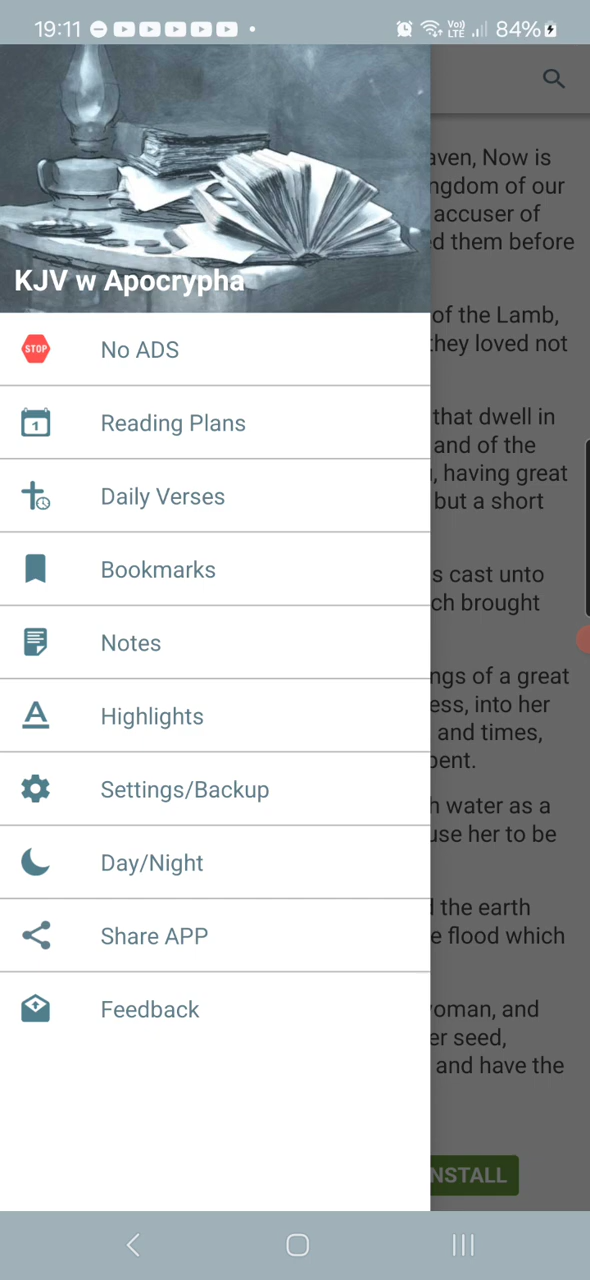 19:11
Vo))
LTE
84%
aven, Now is
ngdom of our
accuser of
d them before
KJV w Apocrypha
of the Lamb,
they loved not
STOP
No ADS
that dwell in
and of the
, having great
but a short
1
Reading Plans
Daily Verses
s cast unto
ch brought
Bookmarks
Notes
ngs of a great
ess, into her
and times,
pent.
Highlights
Settings/Backup
h water as a
use her to be
Day/Night
d the earth
e flood which
Share APP
Feedback
woman, and
er seed,
and have the
NSTALL